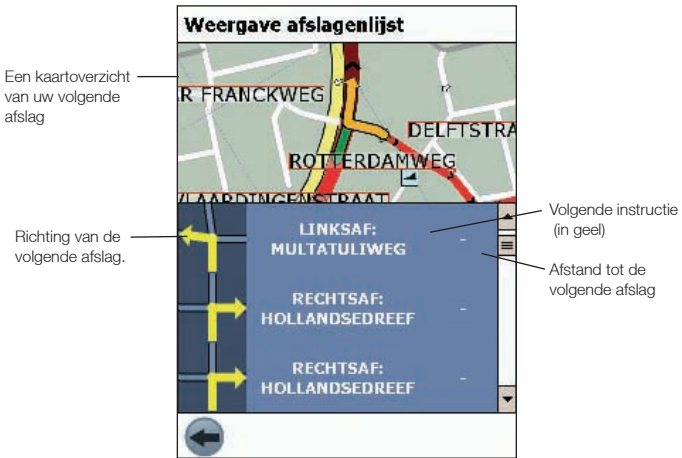 Weergave afslagenlijst
Een kaartoverzicht
van uw volgende
afslag
R FRANCKWEG
DELFTSTRA
ROTTERDAMWEG
VLAARDINGENSTRAAT
Richting van de
volgende afslag.
LINKSAF:
MULTATULIWEG -
Volgende instructie
(in geel)
Afstand tot de
volgende afslag
RECHTSAF:
HOLLANDSEDREEF -
RECHTSAF:
HOLLANDSEDREEF -